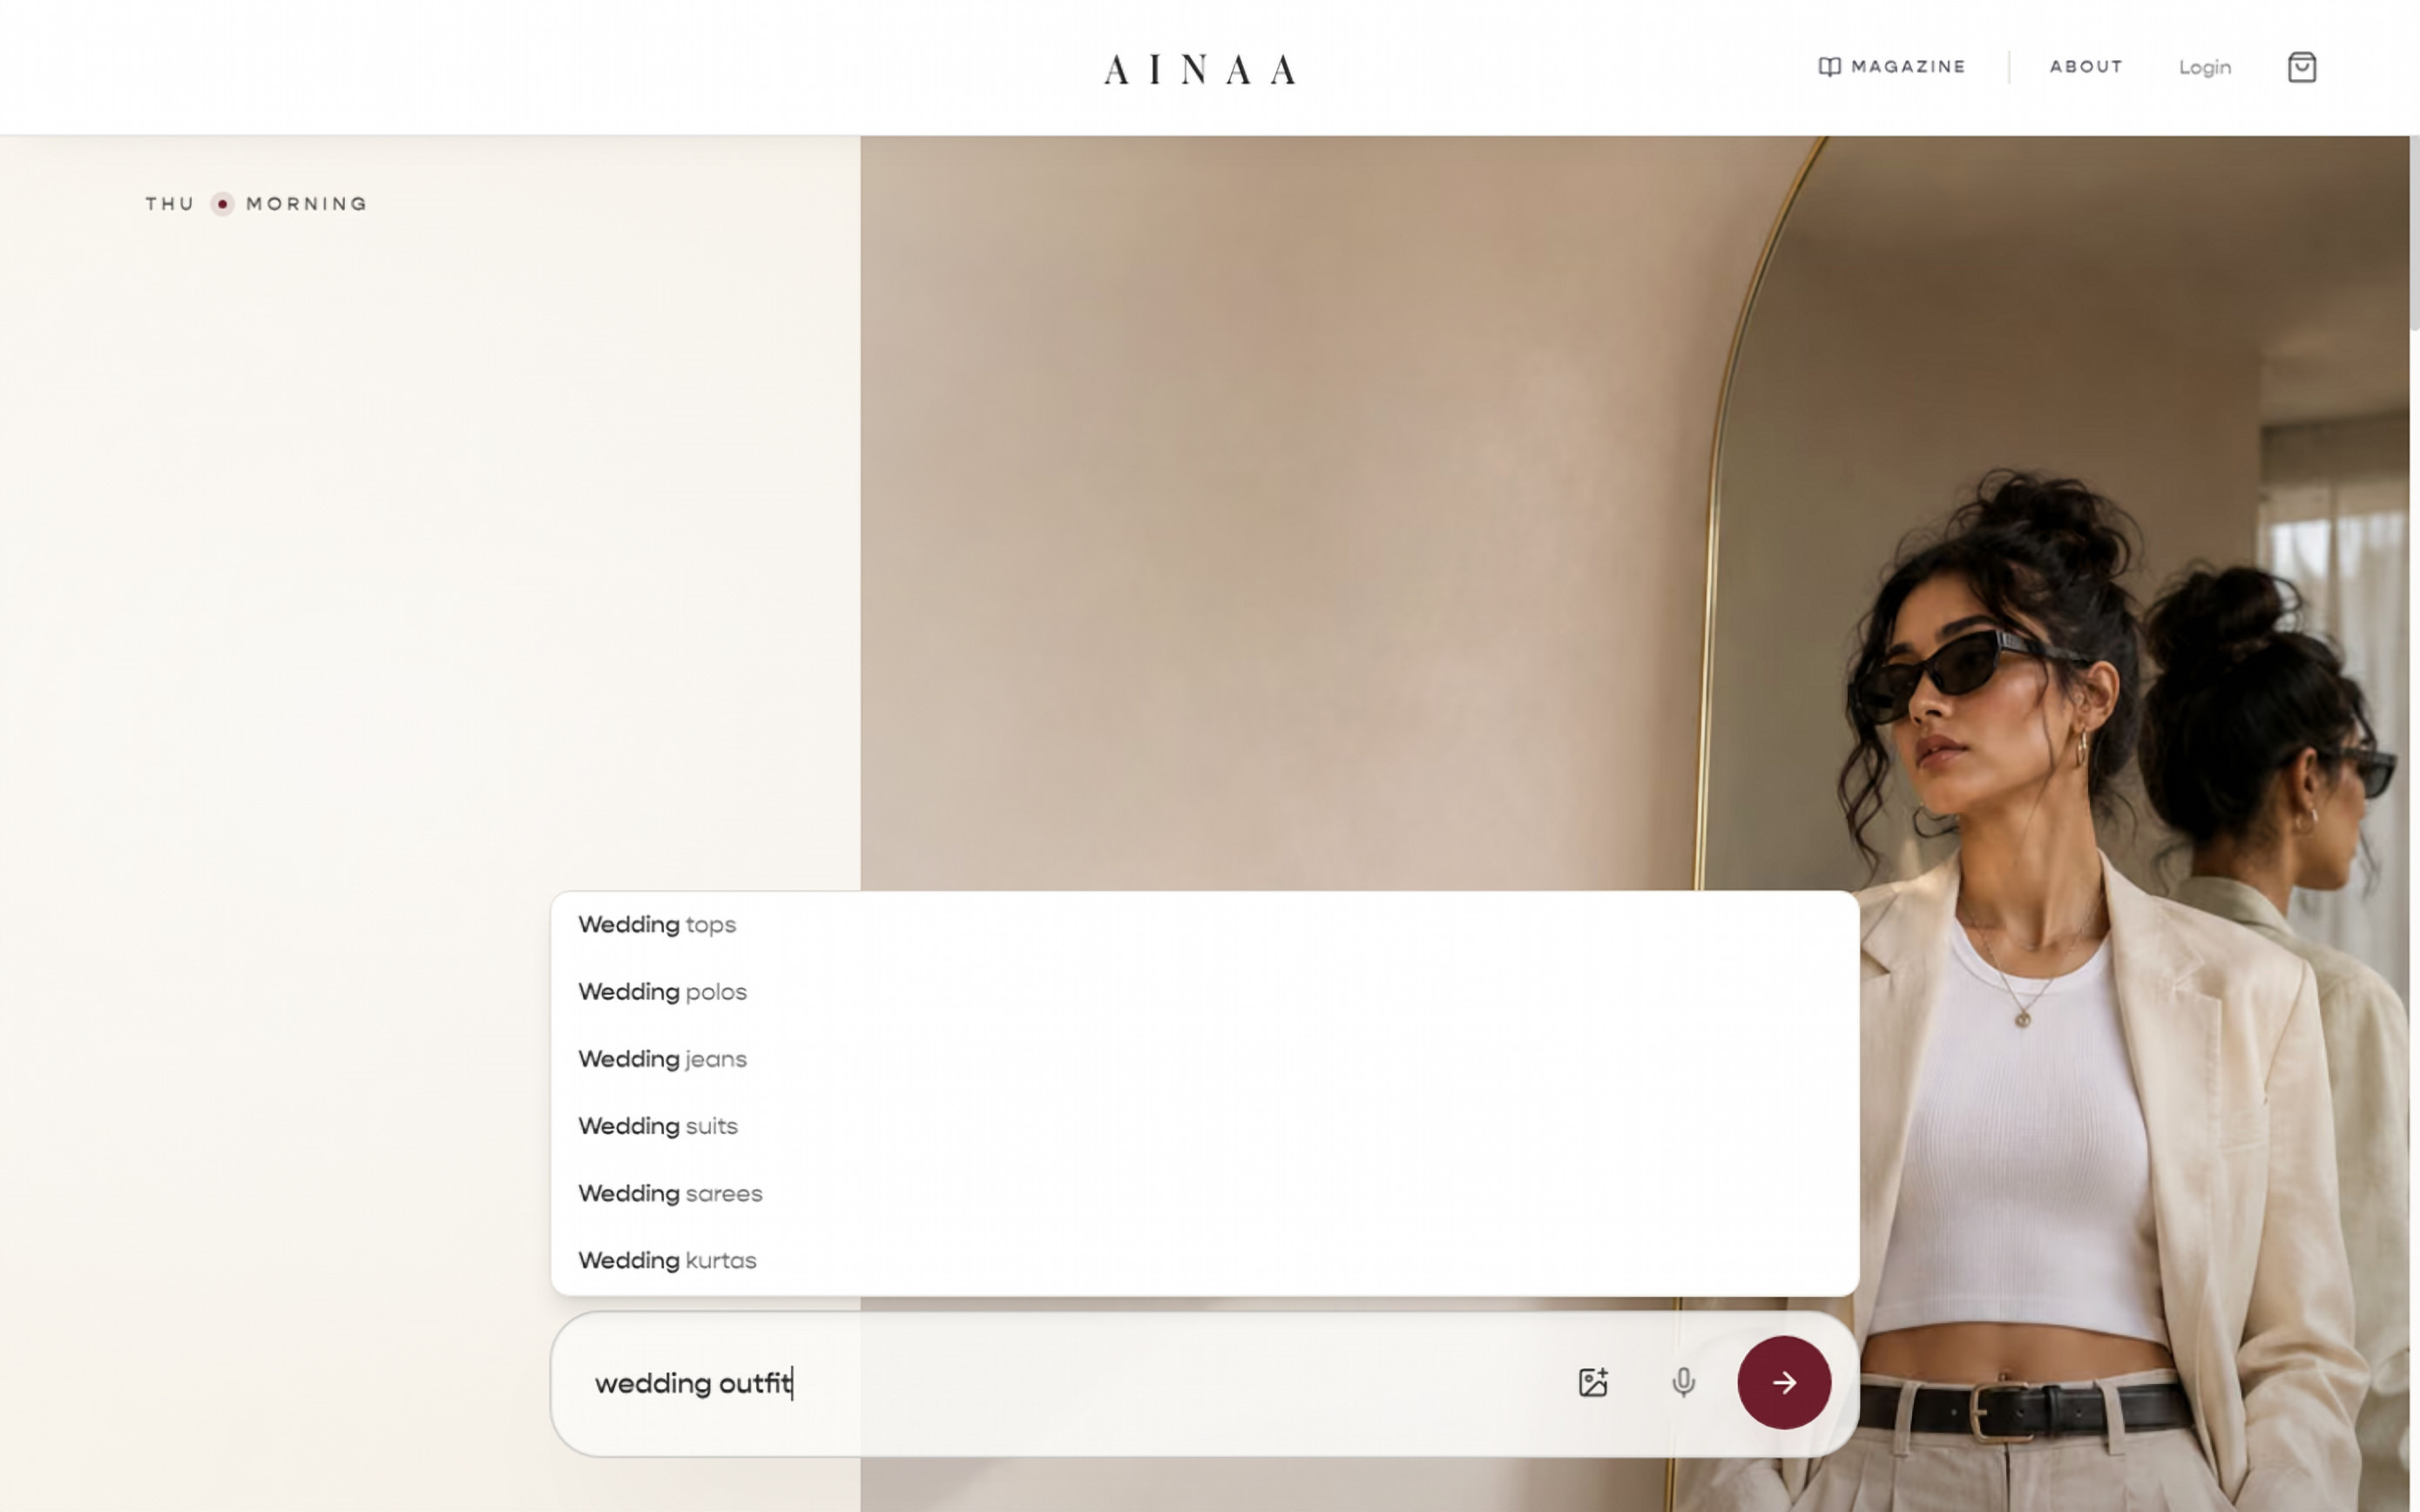 AINAA
MAGAZINE
ABOUT
Login
THU
MORNING
Wedding tops
Wedding polos
Wedding jeans
Wedding suits
Wedding sarees
Wedding kurtas
wedding outfit